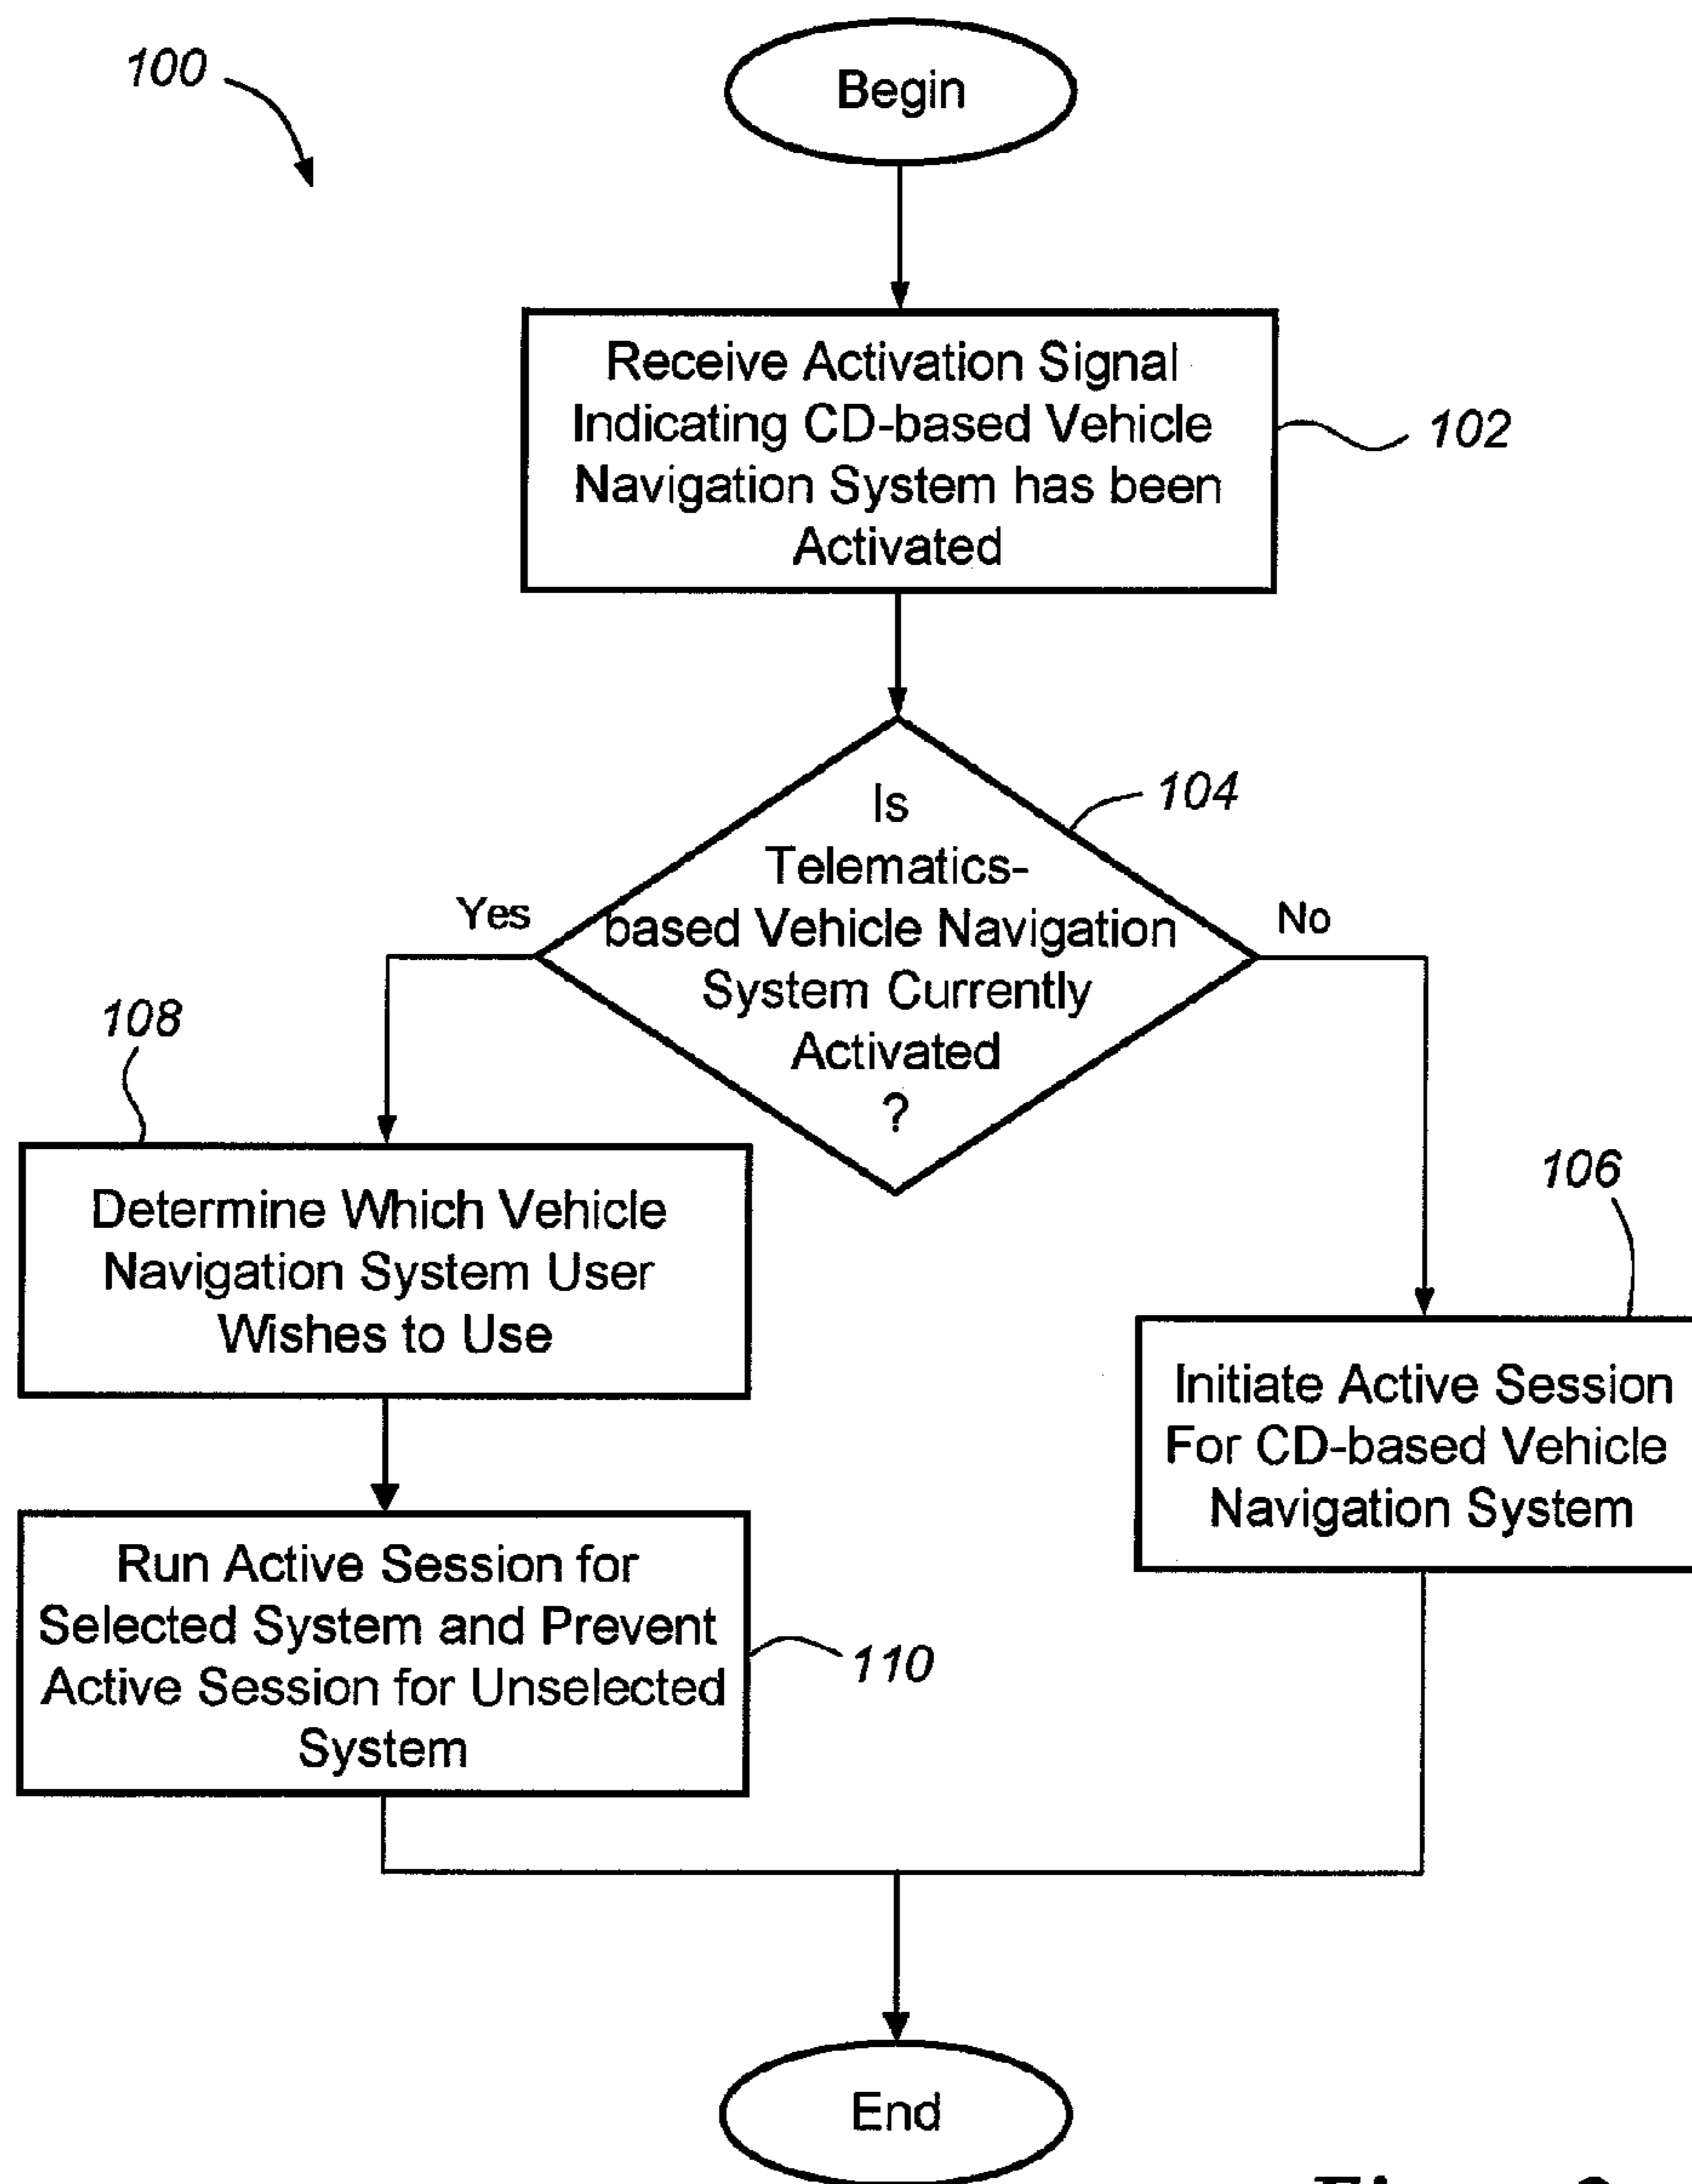 100
Begin
Receive Activation Signal
Indicating CD-based Vehicle
Navigation System has been
Activated
102
Is
Telematics-
based Vehicle Navigation
System Currently
Activated
?
104
Yes
No
108
Determine Which Vehicle
Navigation System User
Wishes to Use
106
Initiate Active Session
For CD-based Vehicle
Navigation System
Run Active Session for
Selected System and Prevent
Active Session for Unselected
System
110
End